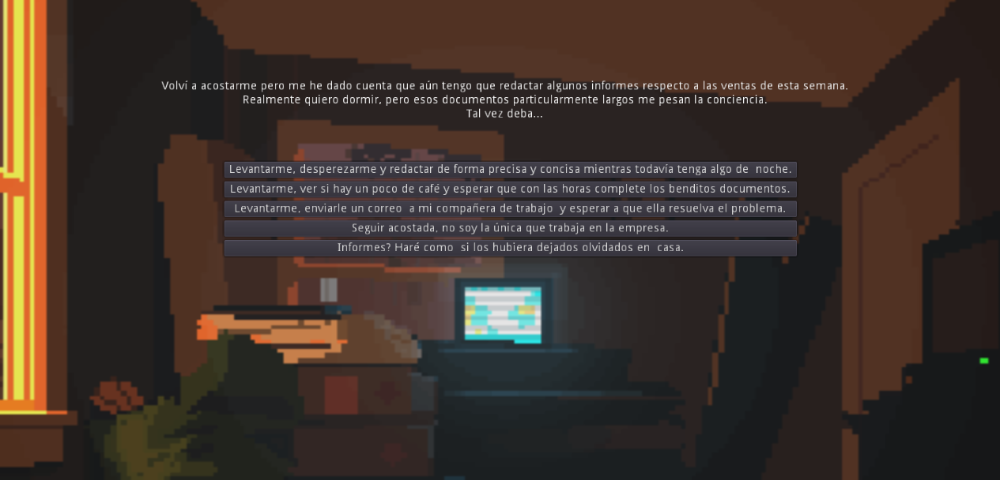 Volví a acostarme pero me he dado cuenta que aún tengo que redactar algunos informes respecto a las ventas de esta semana.
Realmente quiero dormir, pero esos documentos particularmente largos me pesan la conciencia.
Tal vez deba...
Levantarme, desperezarme y redactar de forma precisa y concisa mientras todavía tenga algo de  noche.
Levantarme, ver si hay un poco de café y esperar que con las horas complete los benditos documentos.
Levantarme, enviarle un correo  a mi compañera de trabajo  y esperar a que ella resuelva el problema.
Seguir acostada, no soy la única que trabaja en la empresa.
Informes? Haré como  si los hubiera dejados olvidados en  casa.